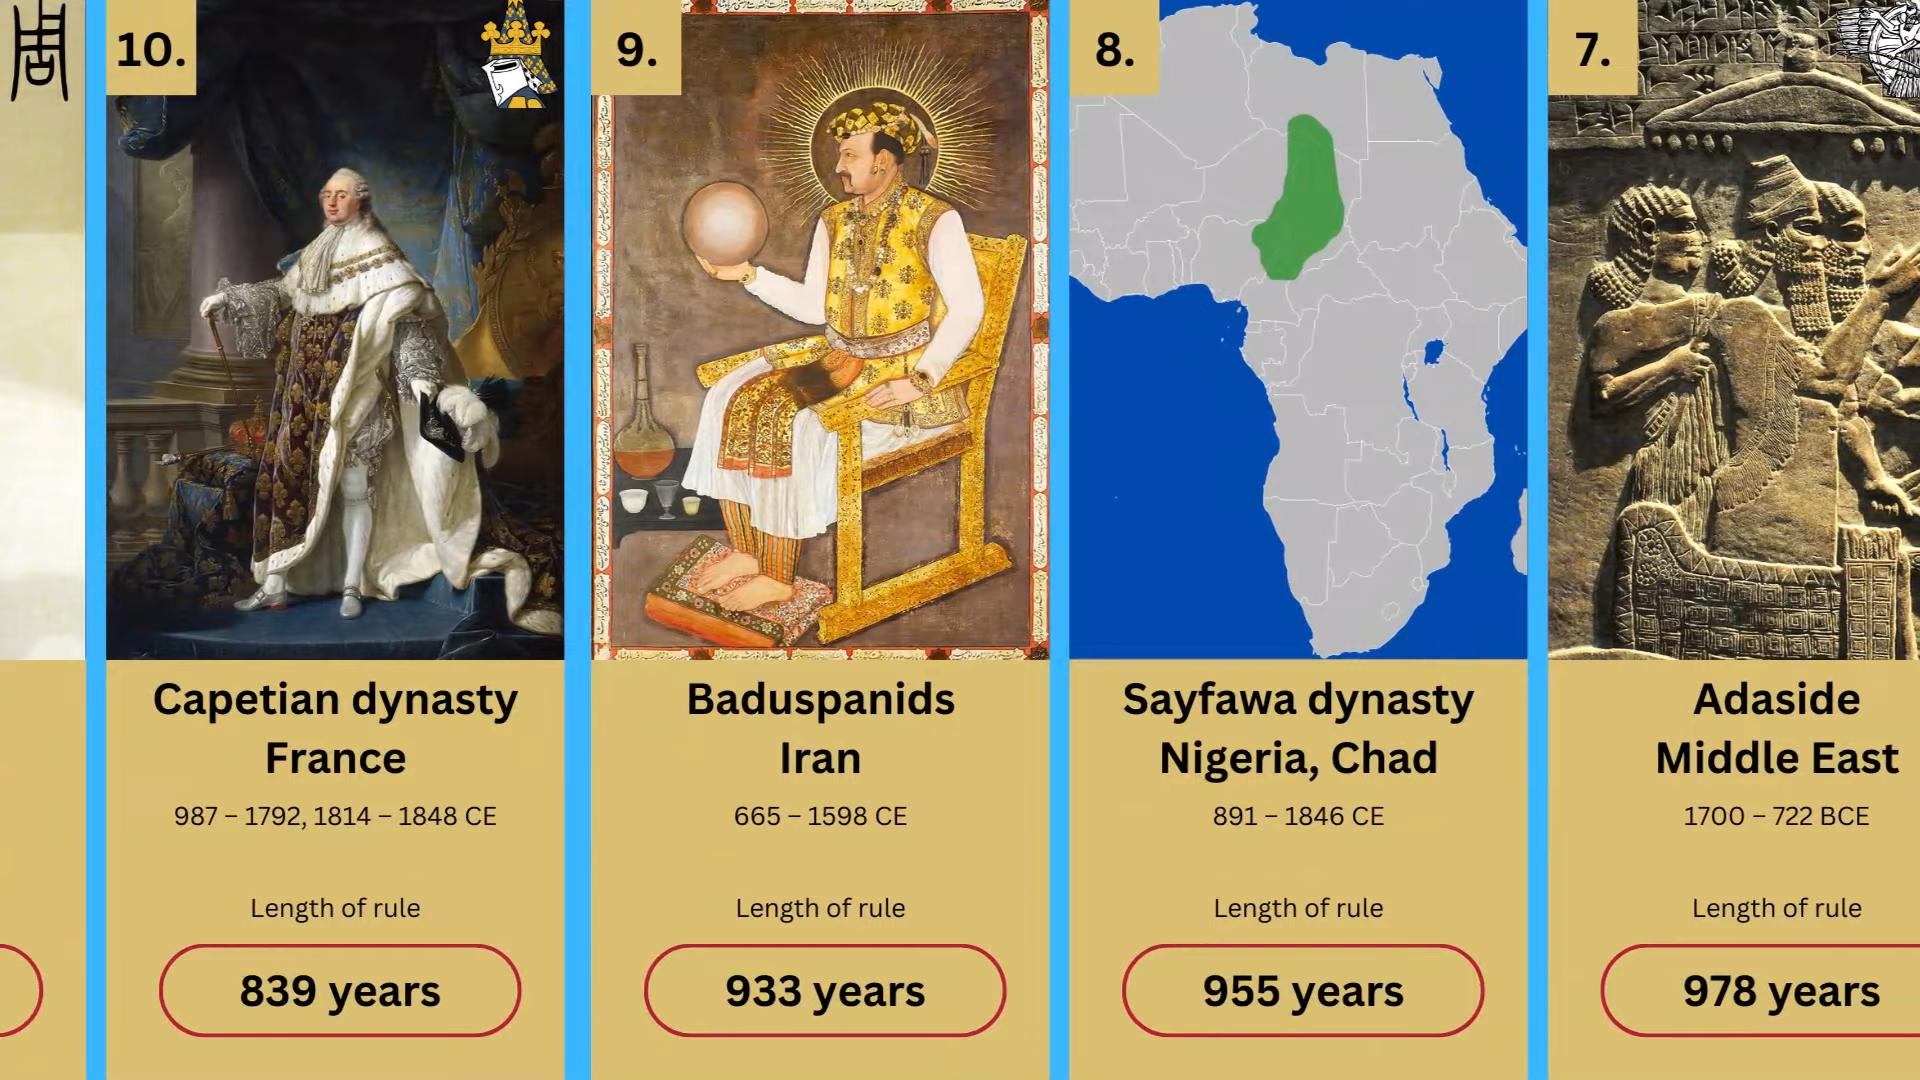 周
10.
Capetian dynasty
France
987 – 1792, 1814 – 1848 CE
Length of rule
839 years
9.
Baduspanids
Iran
665 – 1598 CE
Length of rule
933 years
8.
Sayfawa dynasty
Nigeria, Chad
891 – 1846 CE
Length of rule
955 years
7.
Adaside
Middle East
1700 – 722 BCE
Length of rule
978 years